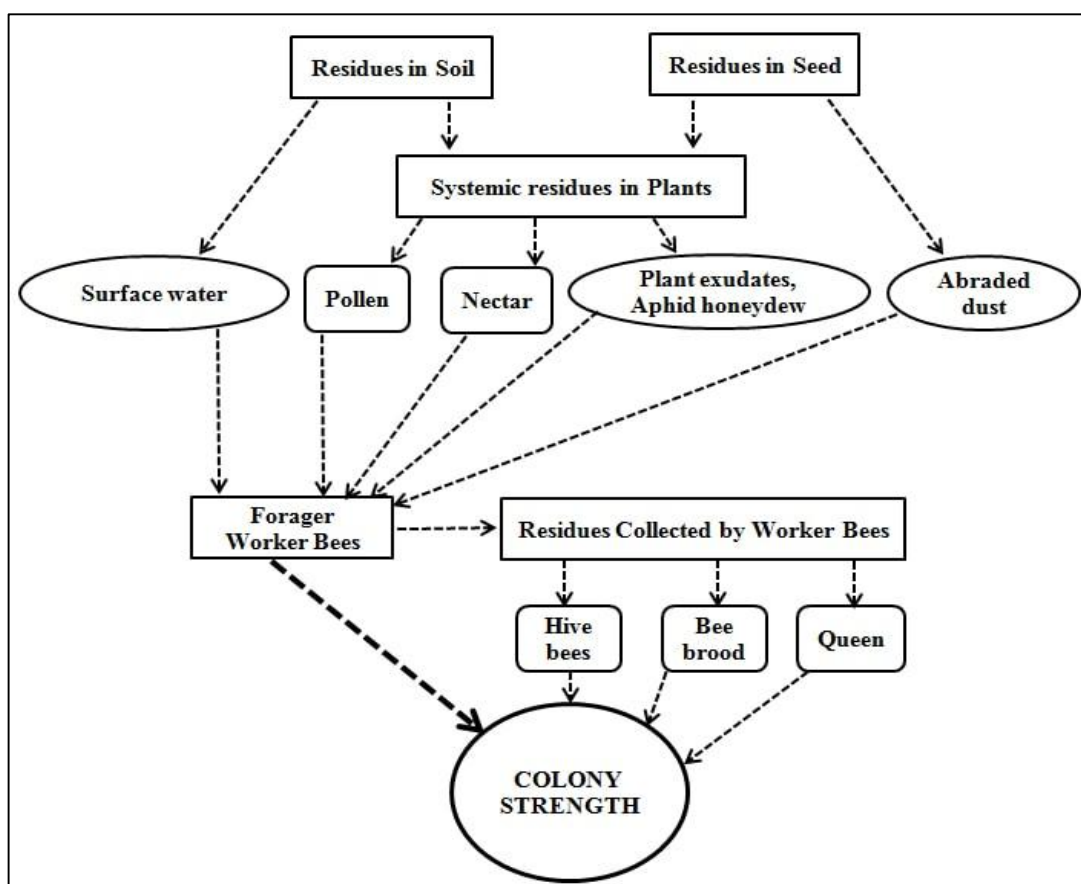 Residues in Soil
Residues in Seed
Systemic residues in Plants
Surface water
Pollen
Nectar
Plant exudates,
Aphid honeydew
Abraded
dust
Forager
Worker Bees
Residues Collected by Worker Bees
Hive
bees
Bee
brood
Queen
COLONY
STRENGTH